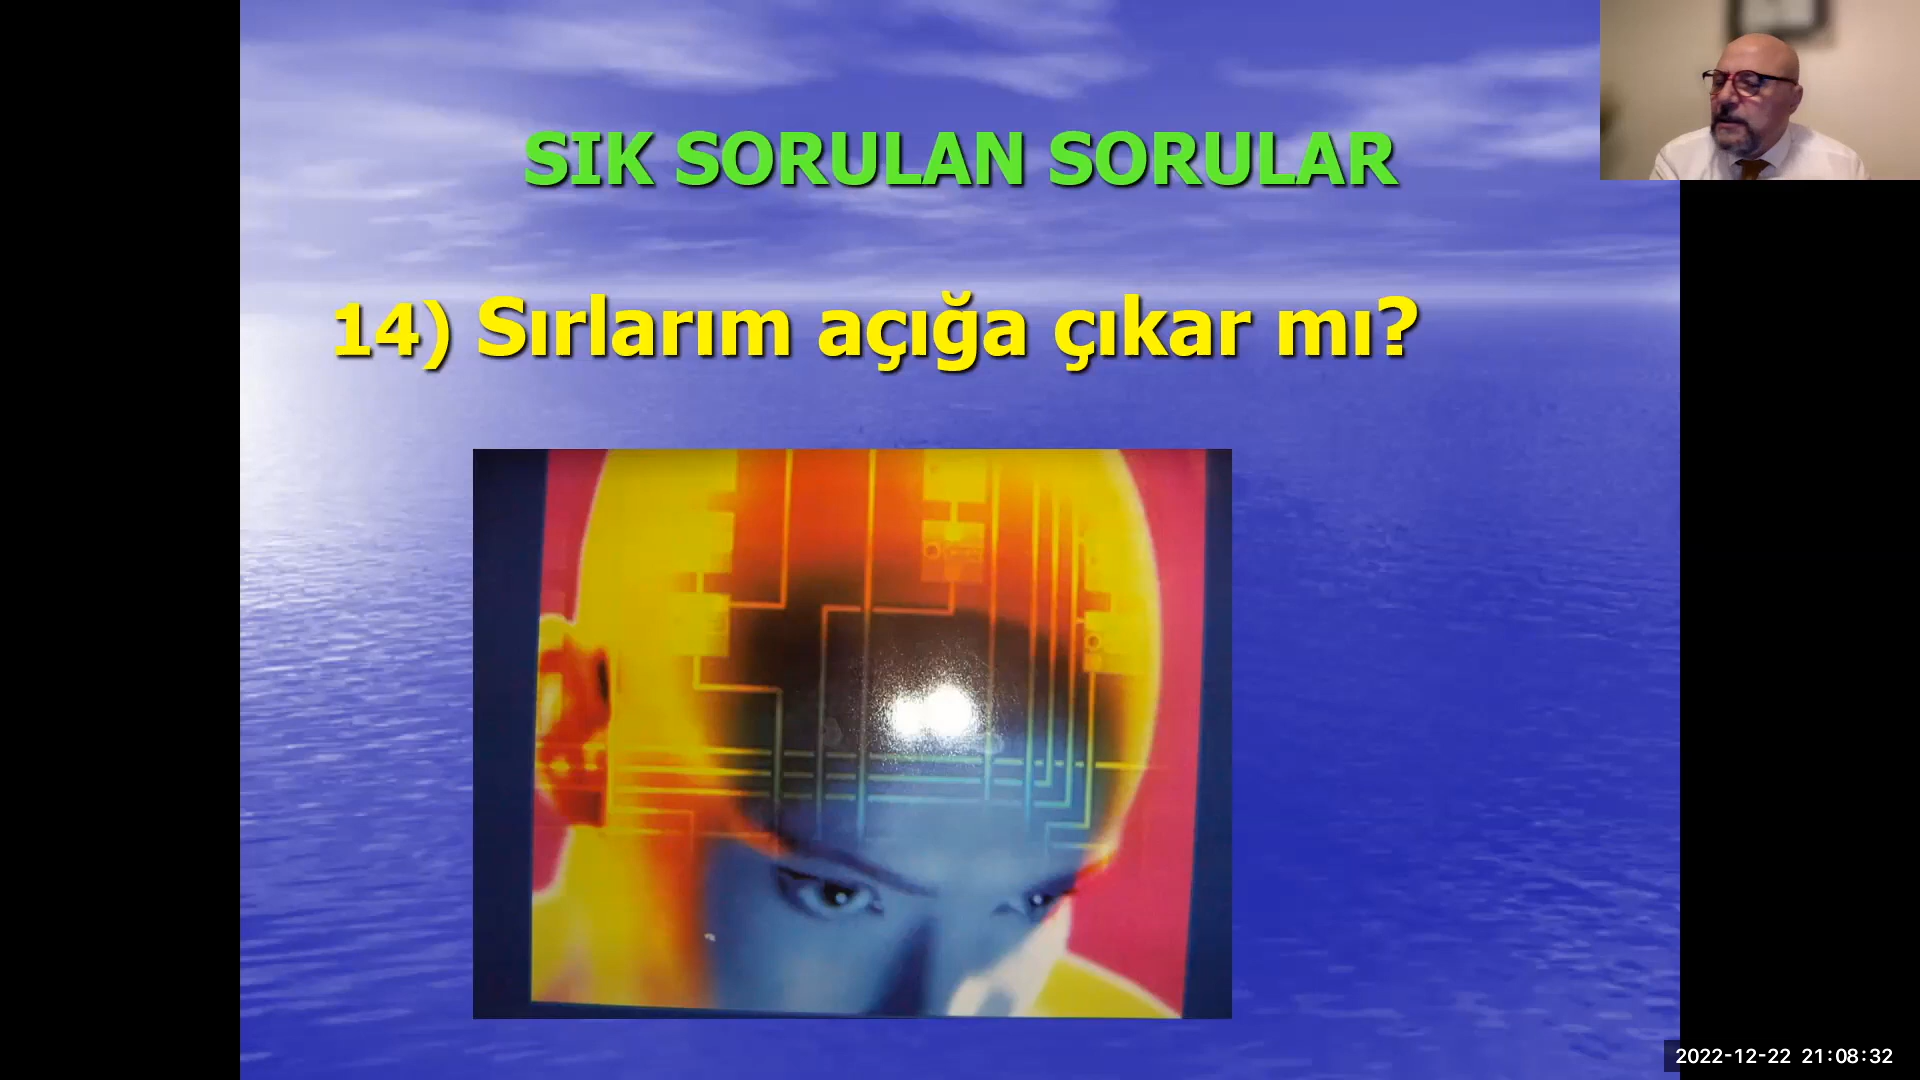 SIK SORULAN SORULAR
14) Sırlarım açığa çıkar mı?
2022-12-22 21:08:32